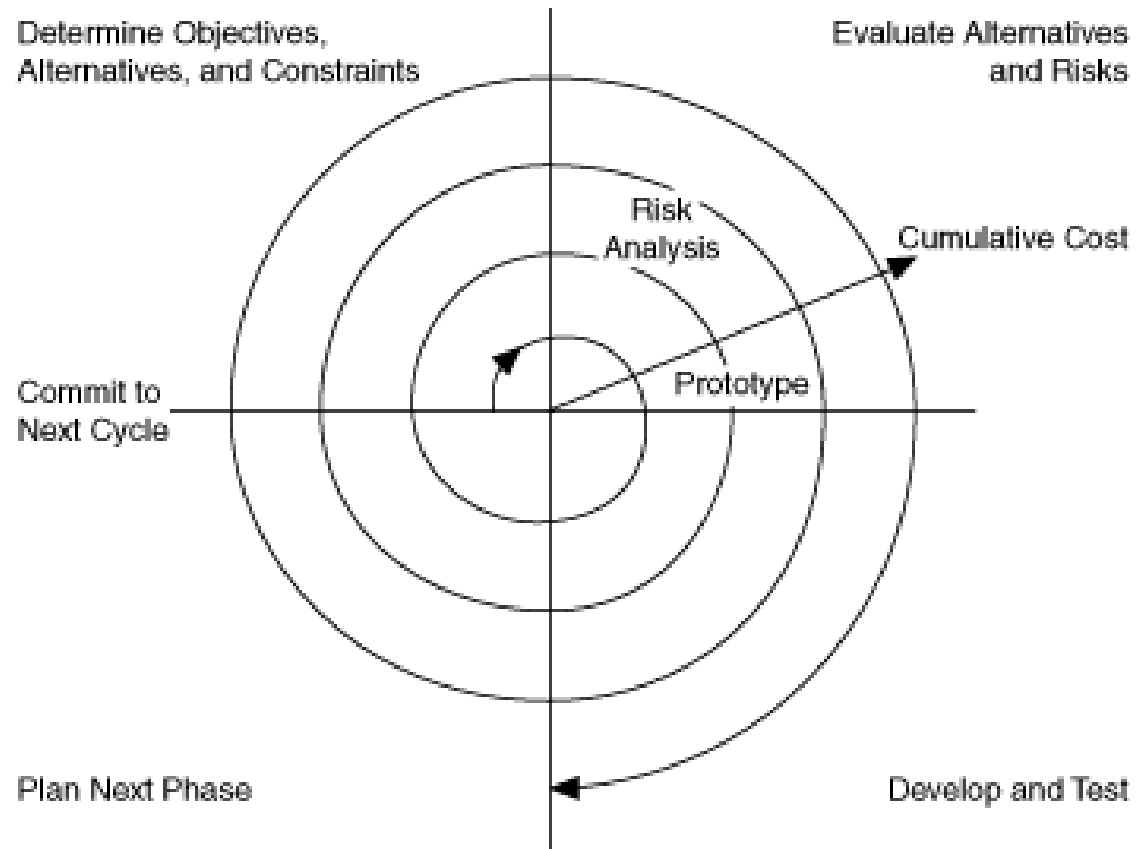 Determine Objectives,
Alternatives, and Constraints
Evaluate Alternatives
and Risks
Risk
Analysis
Cumulative Cost
Prototype
Commit to
Next Cycle
Plan Next Phase
Develop and Test